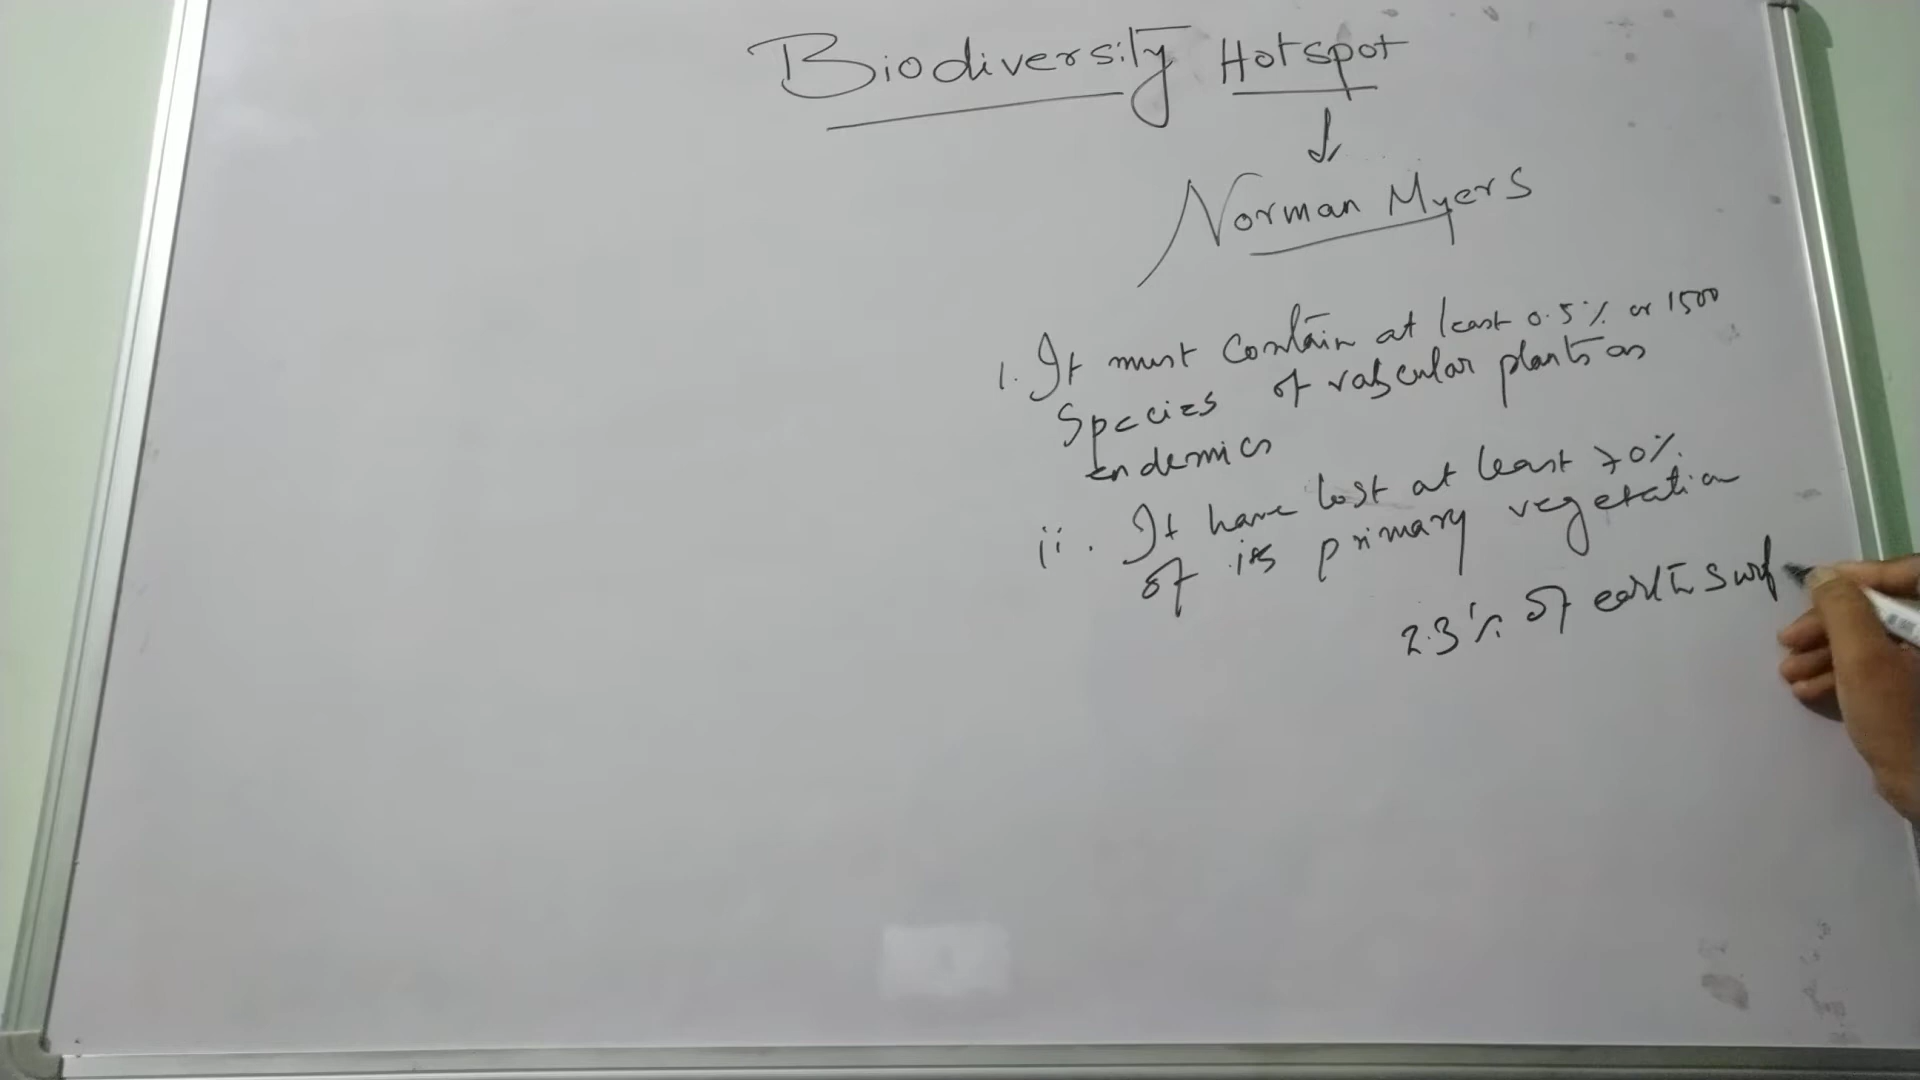 Biodiversity Hotspot
Norman Myers
1. It must contain at least 0.5% or 1500
Species of vascular plants as
endemics
ii. It have lost at least 70%
of its primary vegetation
2.3% of earth surf